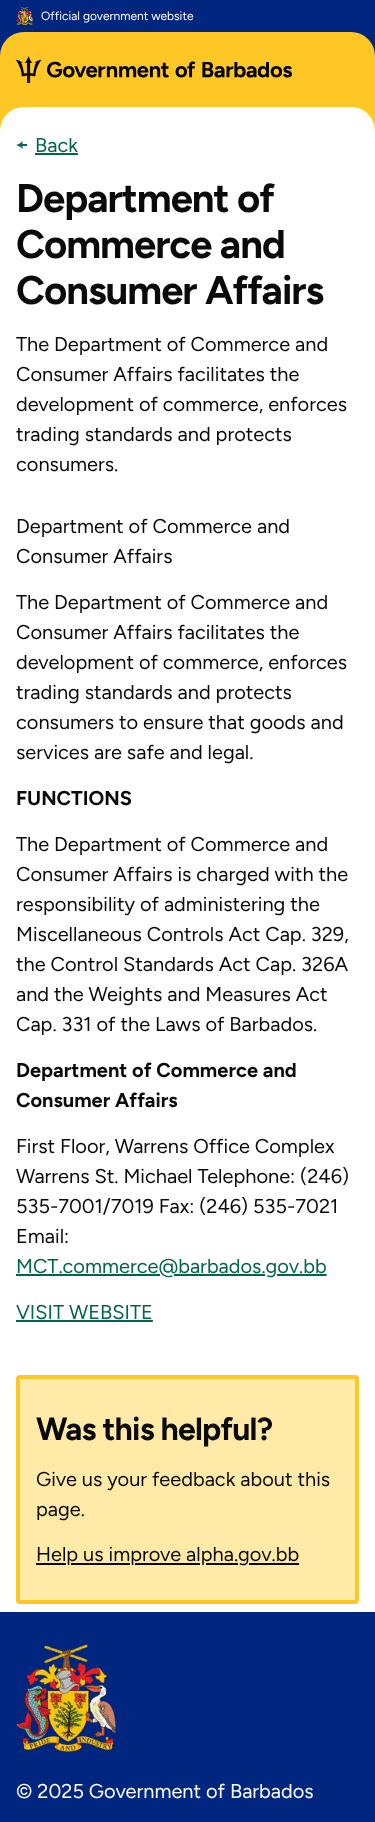 Official government website
Government of Barbados
← Back
Department of
Commerce and
Consumer Affairs
The Department of Commerce and
Consumer Affairs facilitates the
development of commerce, enforces
trading standards and protects
consumers.
Department of Commerce and
Consumer Affairs
The Department of Commerce and
Consumer Affairs facilitates the
development of commerce, enforces
trading standards and protects
consumers to ensure that goods and
services are safe and legal.
FUNCTIONS
The Department of Commerce and
Consumer Affairs is charged with the
responsibility of administering the
Miscellaneous Controls Act Cap. 329,
the Control Standards Act Cap. 326A
and the Weights and Measures Act
Cap. 331 of the Laws of Barbados.
Department of Commerce and
Consumer Affairs
First Floor, Warrens Office Complex
Warrens St. Michael Telephone: (246)
535-7001/7019 Fax: (246) 535-7021
Email:
MCT.commerce@barbados.gov.bb
VISIT WEBSITE
Was this helpful?
Give us your feedback about this
page.
Help us improve alpha.gov.bb
PRIDE AND INDUSTRY
© 2025 Government of Barbados